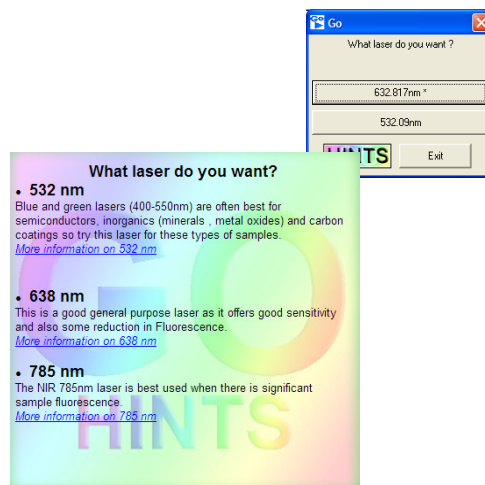 Go
Go
What laser do you want ?
632.817nm *
532.09nm
HINTS
Exit
What laser do you want?
• 532 nm
Blue and green lasers (400-550nm) are often best for
semiconductors, inorganics (minerals , metal oxides) and carbon
coatings so try this laser for these types of samples.
More information on 532 nm
• 638 nm
This is a good general purpose laser as it offers good sensitivity
and also some reduction in Fluorescence.
More information on 638 nm
• 785 nm
The NIR 785nm laser is best used when there is significant
sample fluorescence.
More information on 785 nm
GO
HINTS